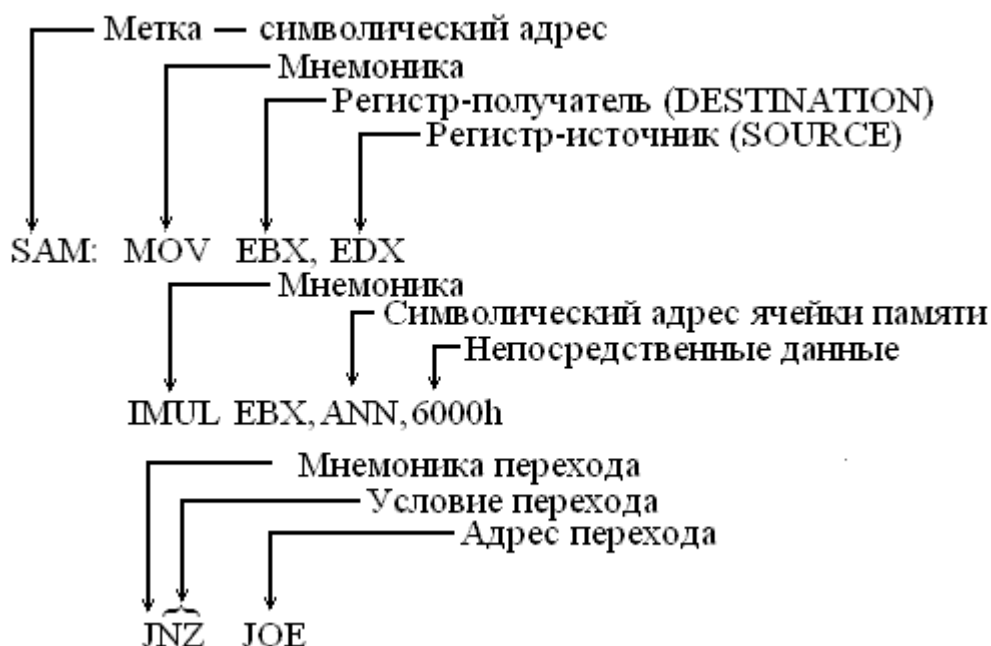 Метка — символический адрес
Мнемоника
Регистр-получатель (DESTINATION)
Регистр-источник (SOURCE)
SAM: MOV EBX, EDX
Мнемоника
Символический адрес ячейки памяти
Непосредственные данные
IMUL EBX, ANN, 6000h
Мнемоника перехода
Условие перехода
Адрес перехода
JNZ JOE